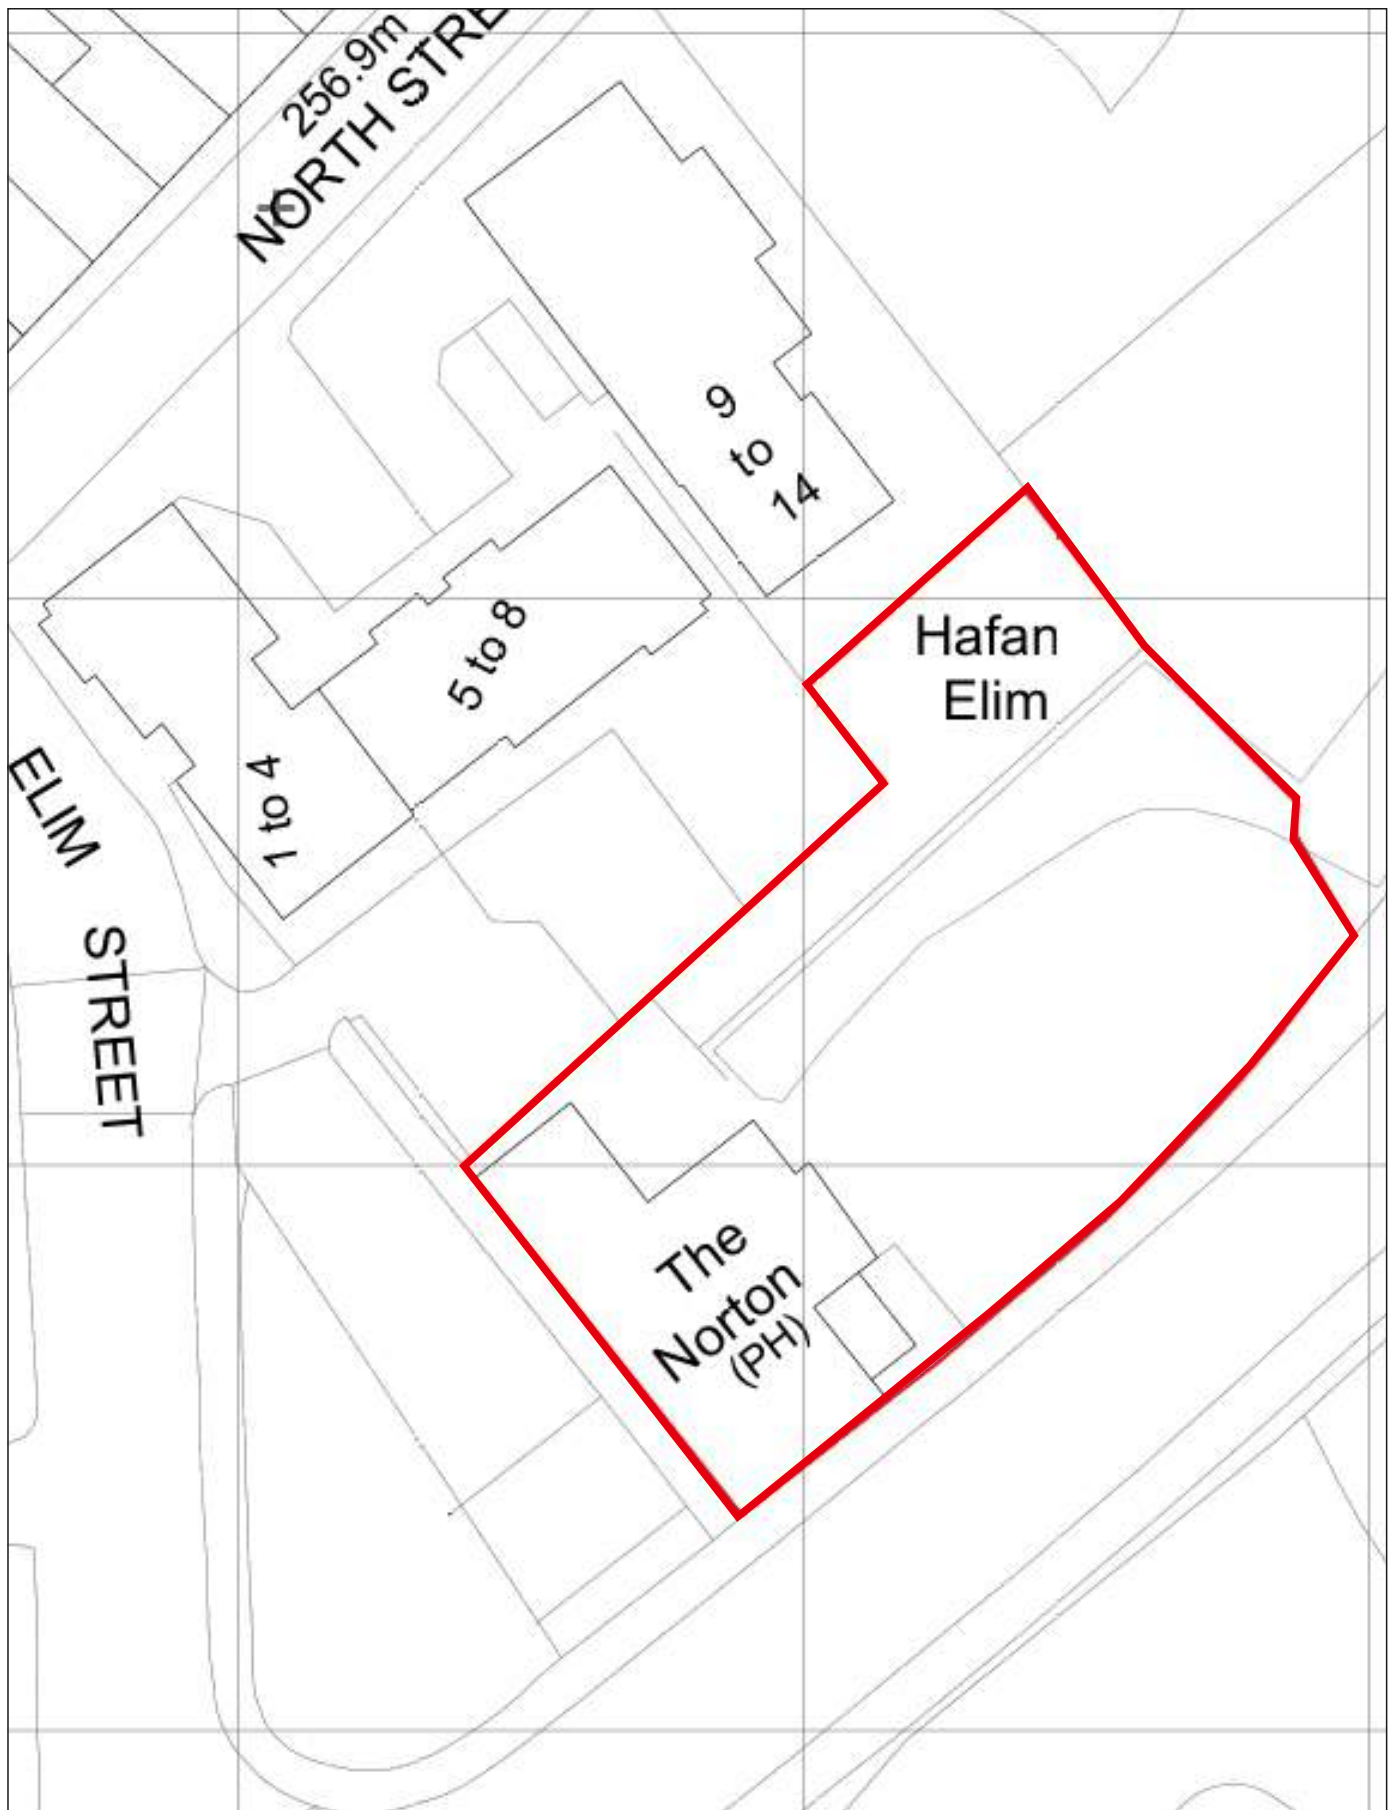 256.9m
NORTH STRE
9
to
14
Hafan
Elim
5 to 8
1 to 4
ELIM
STREET
The
Norton
(PH)